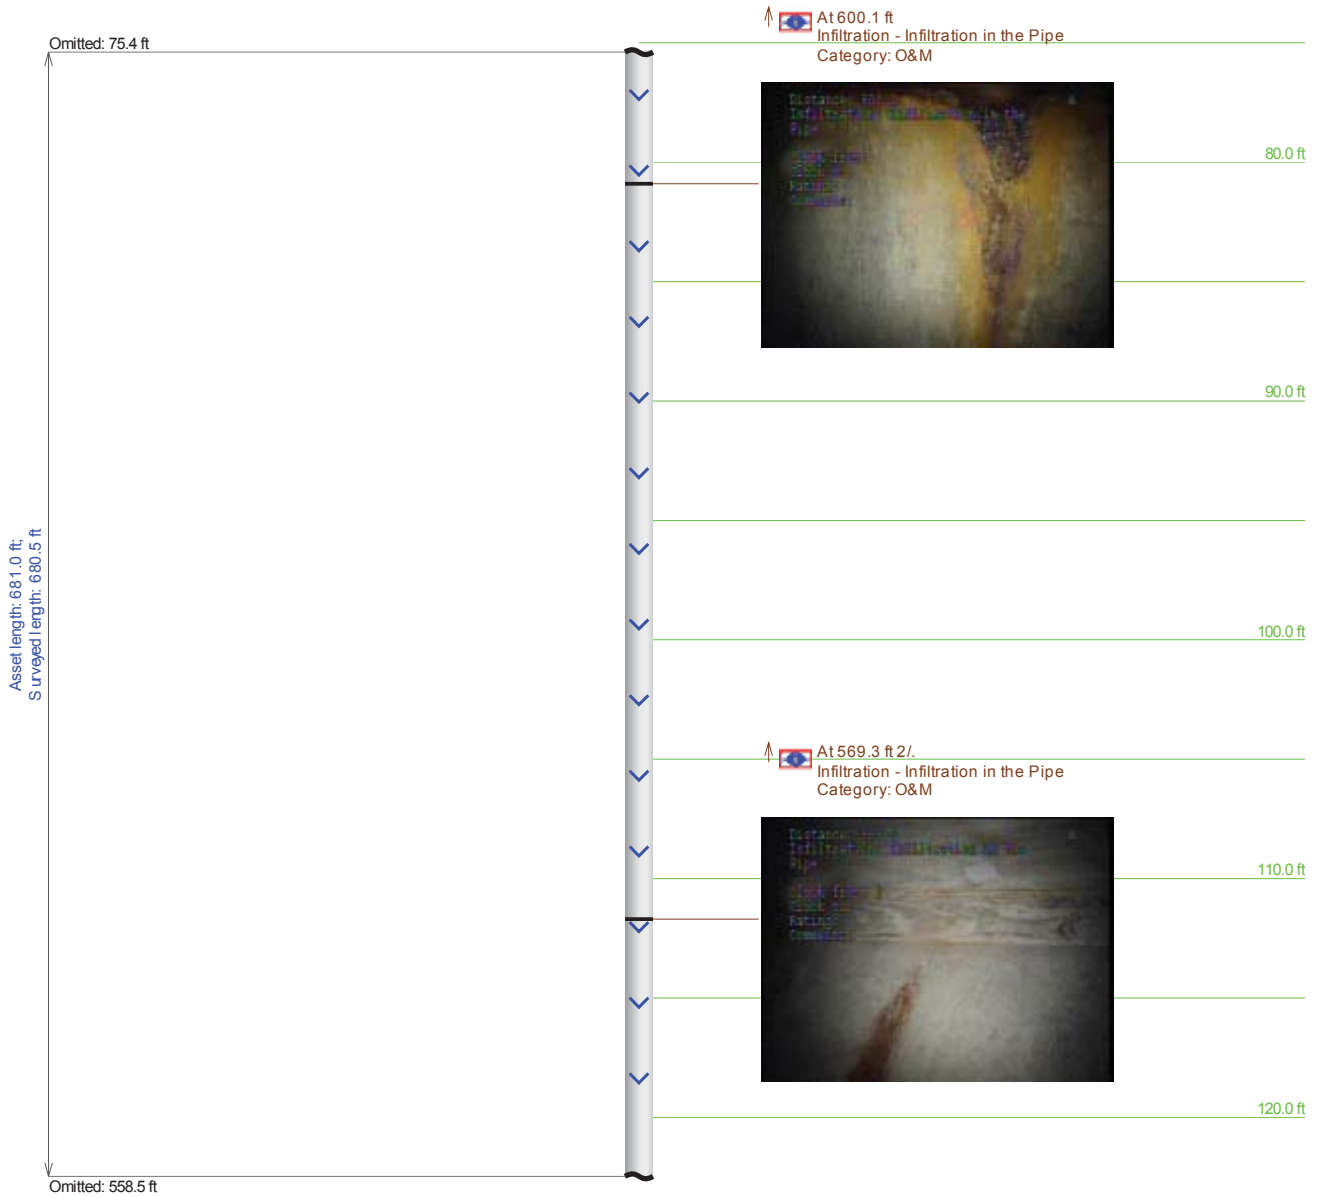 At 600.1 ft
Infiltration - Infiltration in the Pipe
Category: O&M
Omitted: 75.4 ft
80.0 ft
90.0 ft
Asset length: 681.0 ft;
Surveyed length: 680.5 ft
100.0 ft
At 569.3 ft 2/.
Infiltration - Infiltration in the Pipe
Category: O&M
110.0 ft
120.0 ft
Omitted: 558.5 ft